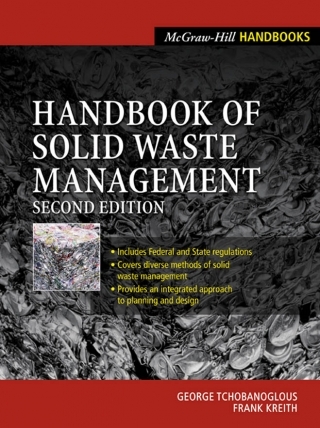 McGraw-Hill HANDBOOKS
HANDBOOK OF
SOLID WASTE
MANAGEMENT
SECOND EDITION
• Includes Federal and State regulations
• Covers diverse methods of solid
waste management
• Provides an integrated approach
to planning and design
GEORGE TCHOBANOGLOUS
FRANK KREITH